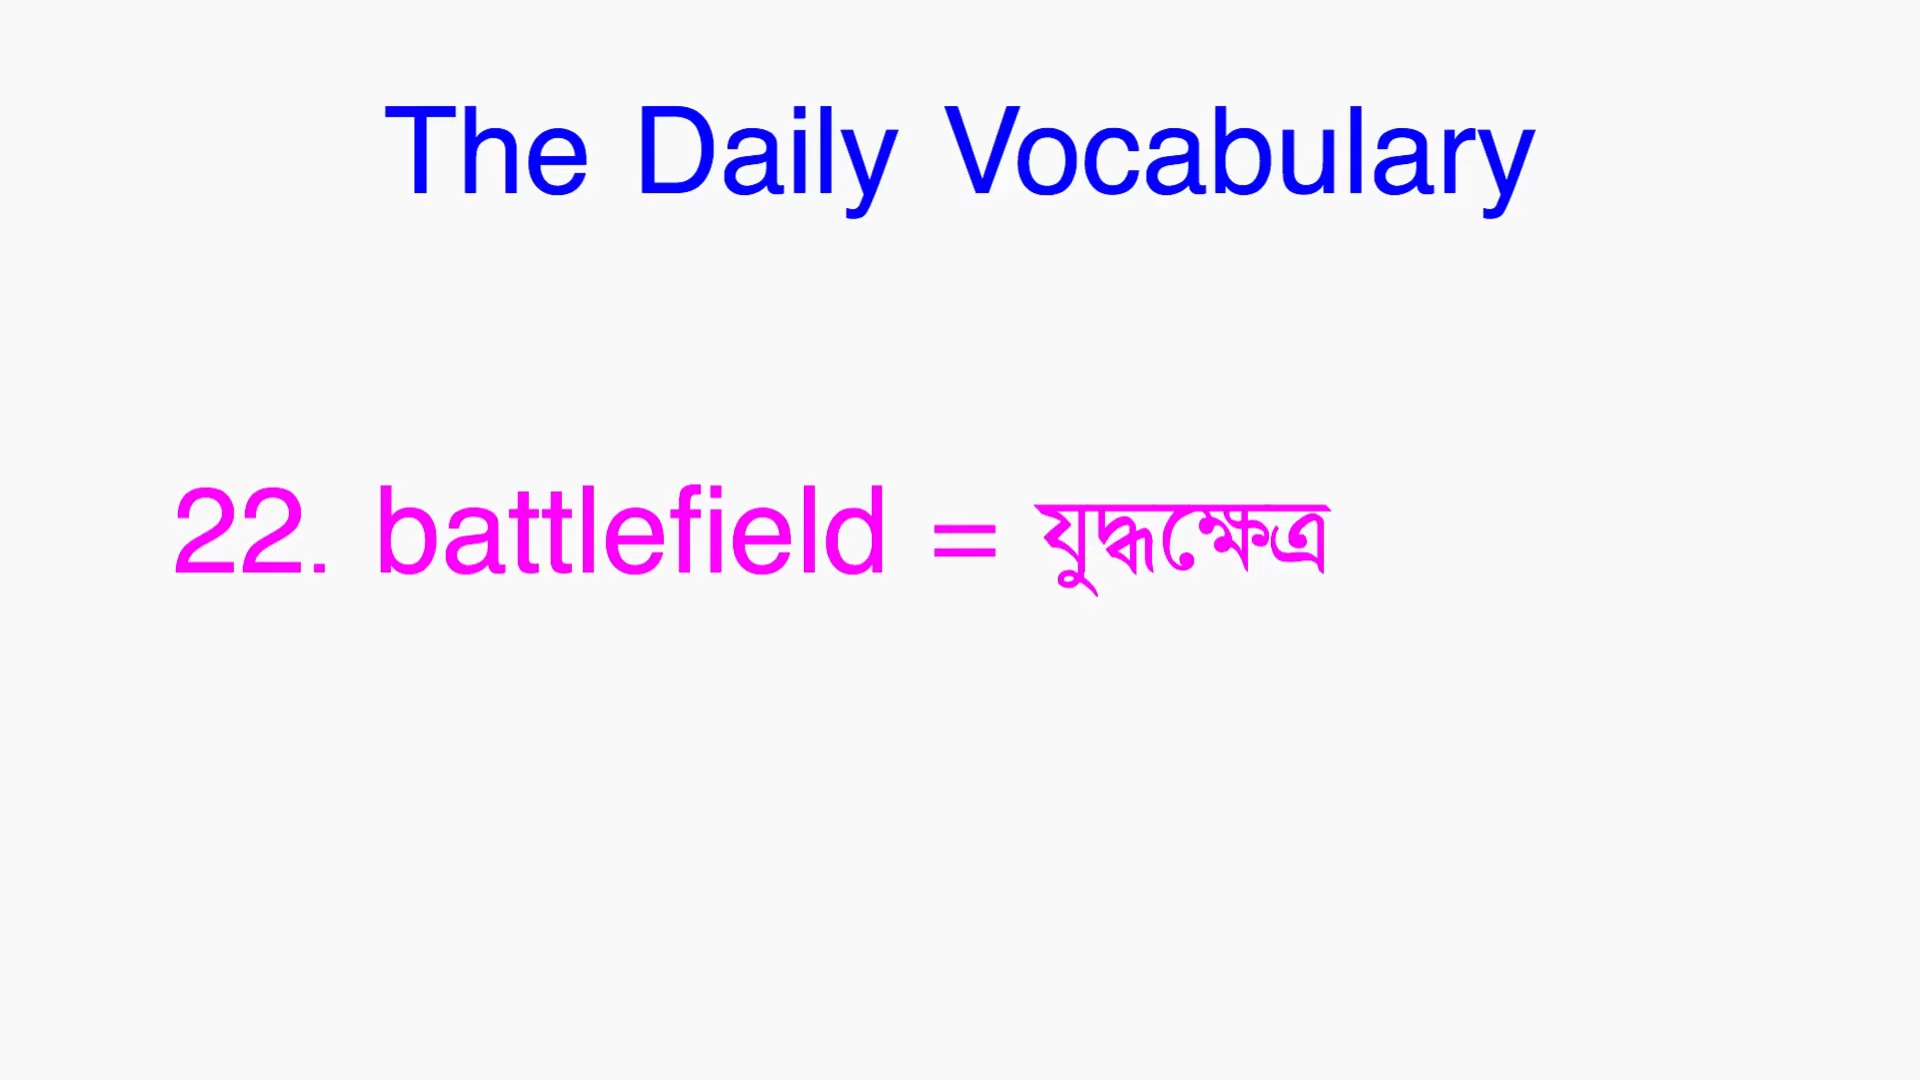 The Daily Vocabulary
22. battlefield = যুদ্ধক্ষেত্র